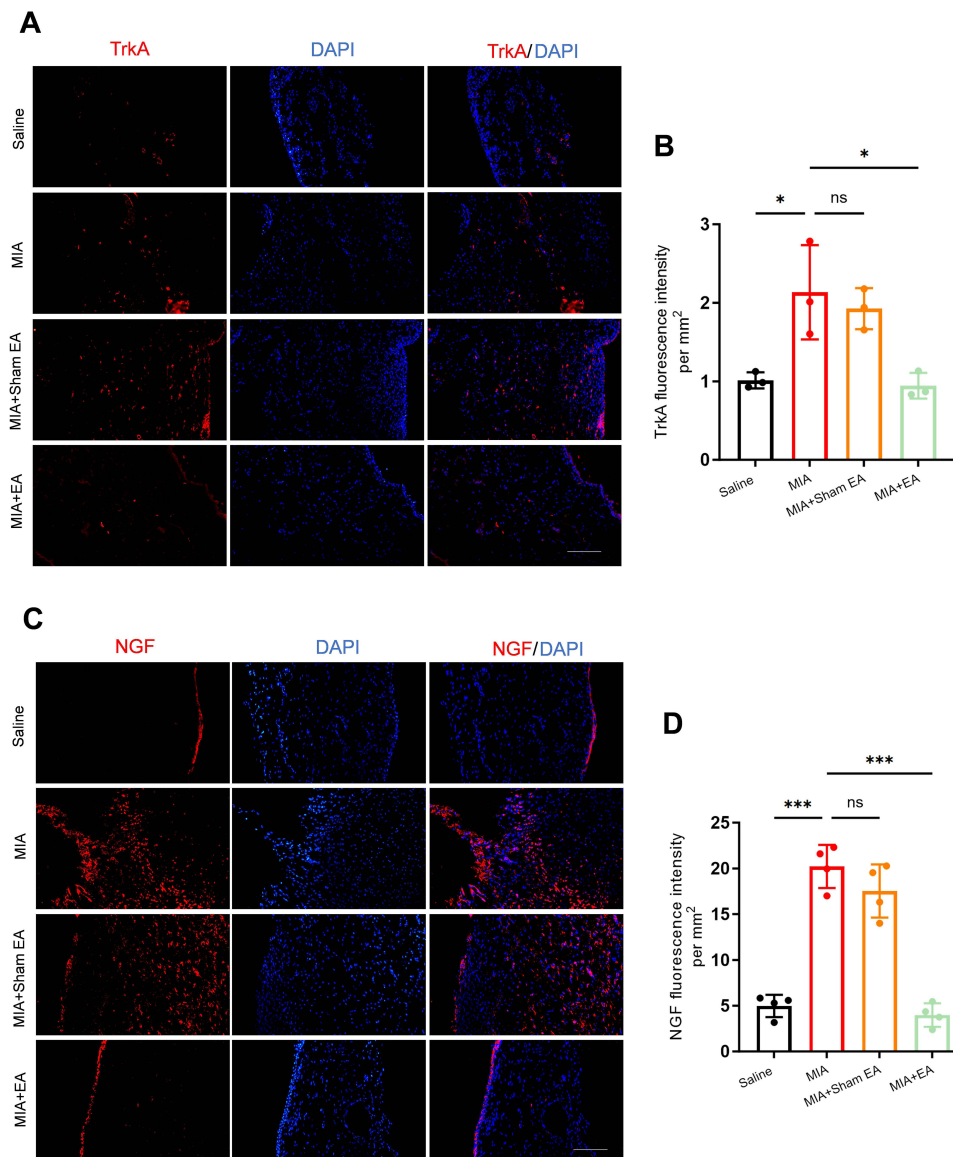 A
TrkA
DAPI
TrkA/DAPI
Saline
MIA
MIA+Sham EA
MIA+EA
B
*
*
ns
TrkA fluorescence intensity
per mm²
3
2
1
0
Saline
MIA
MIA+Sham EA
MIA+EA
C
NGF
DAPI
NGF/DAPI
Saline
MIA
MIA+Sham EA
MIA+EA
D
***
***
ns
NGF fluorescence intensity
per mm²
25
20
15
10
5
0
Saline
MIA
MIA+Sham EA
MIA+EA